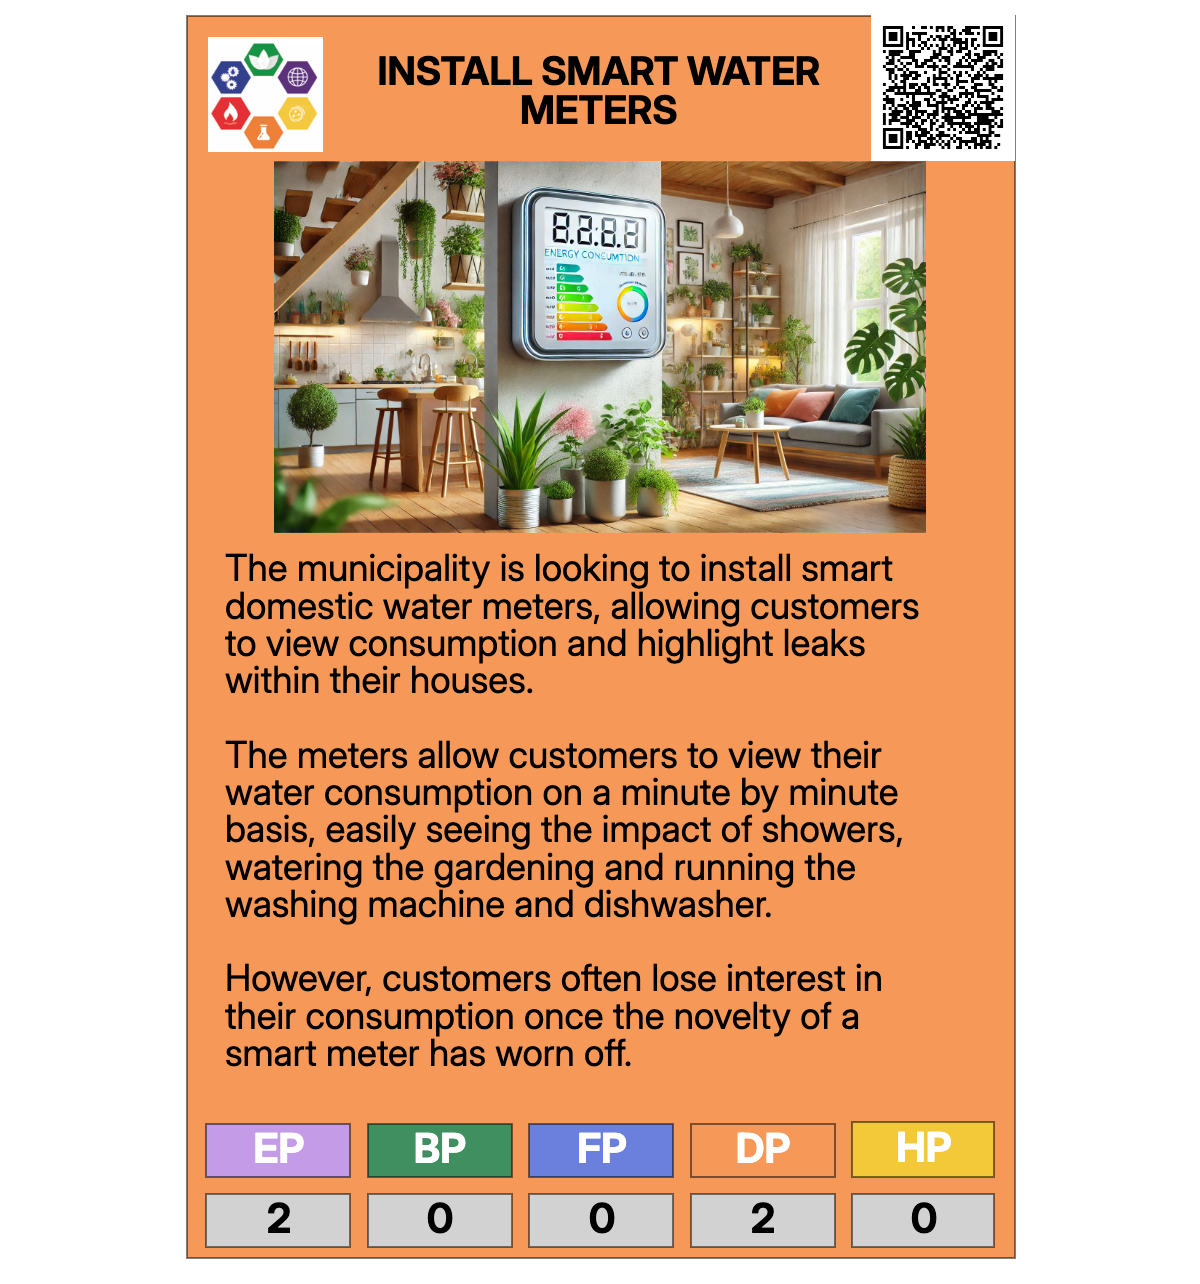 INSTALL SMART WATER
METERS
8.8:8.8
ENERGY CONCUMTION
The municipality is looking to install smart
domestic water meters, allowing customers
to view consumption and highlight leaks
within their houses.
The meters allow customers to view their
water consumption on a minute by minute
basis, easily seeing the impact of showers,
watering the gardening and running the
washing machine and dishwasher.
However, customers often lose interest in
their consumption once the novelty of a
smart meter has worn off.
EP BP FP DP HP
2 0 0 2 0